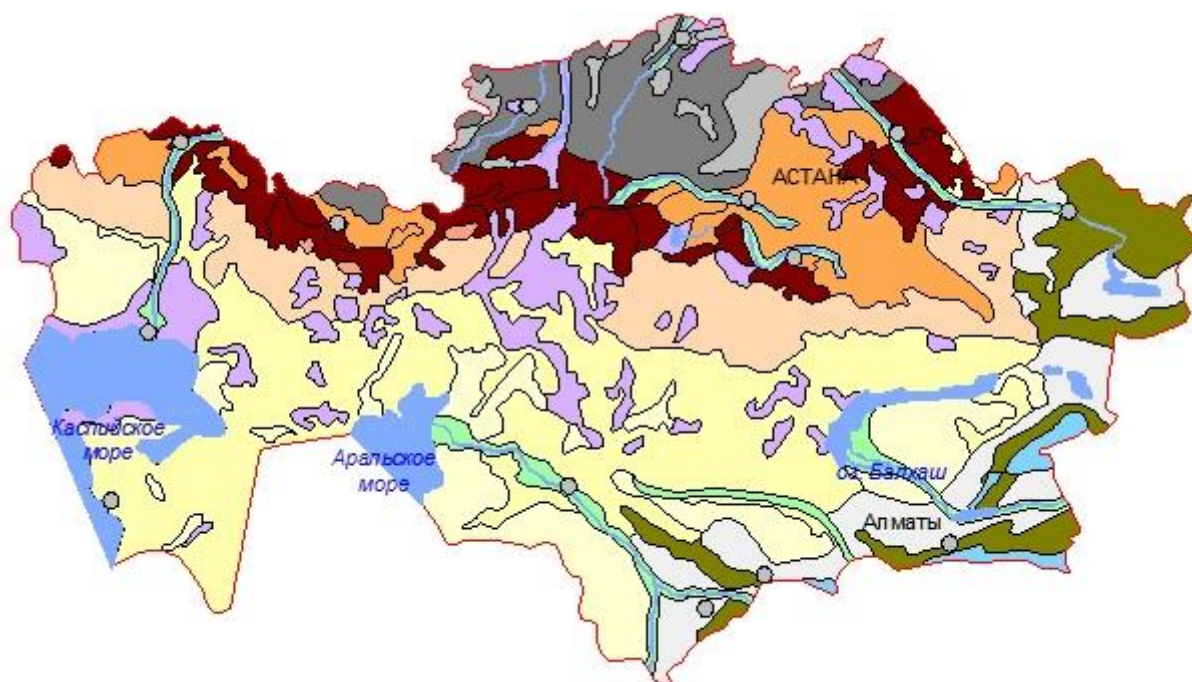 АСТАНА
Каспийское
море
Аральское
море
оз. Балхаш
Алматы